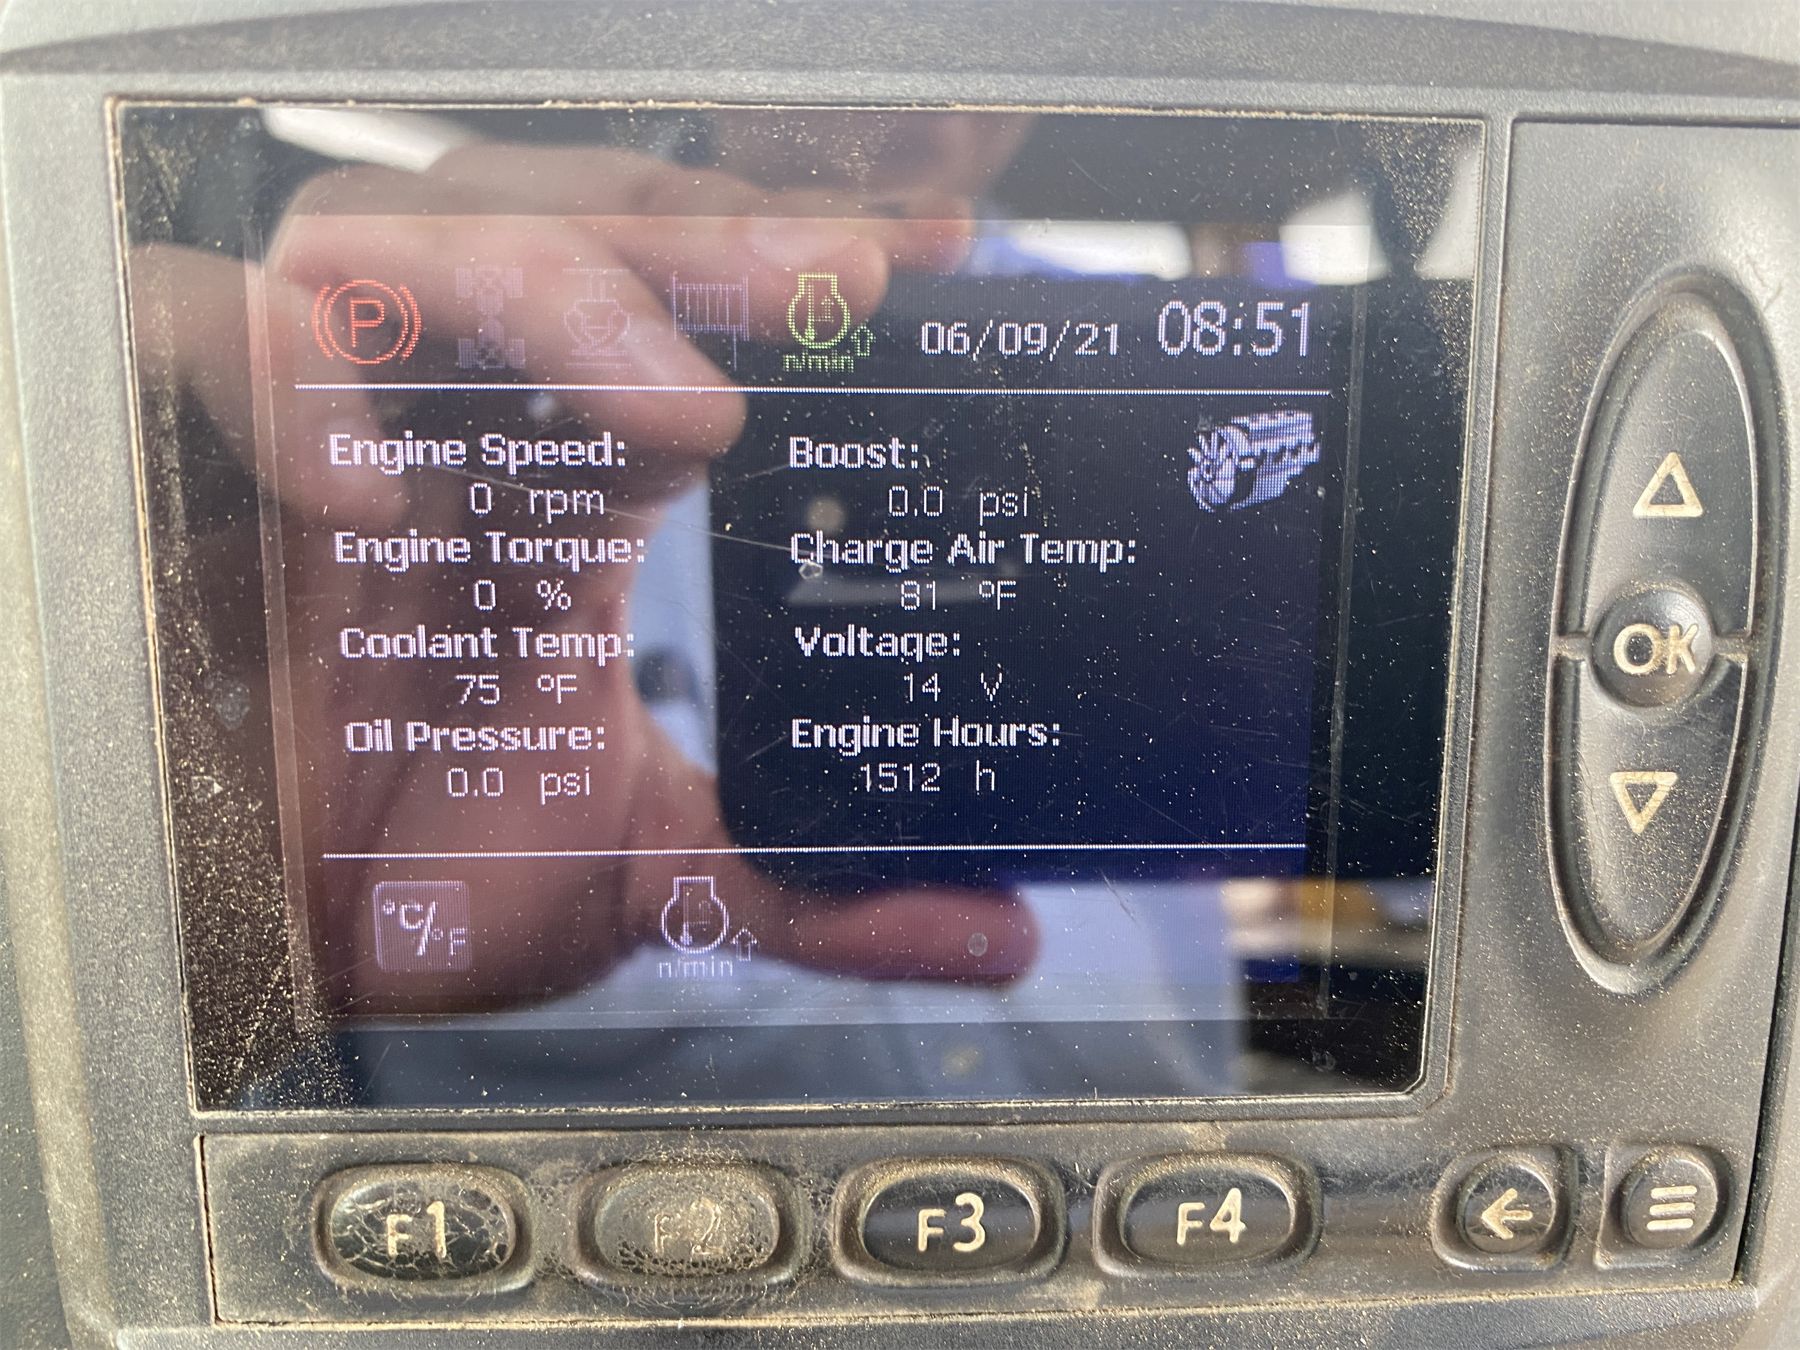 P n/min 06/09/21 08:51
Engine Speed: Boost:
0 rpm 0.0 psi
Engine Torque: Charge Air Temp:
0 % 81 °F
Coolant Temp: Voltage:
75 °F 14 V
Oil Pressure: Engine Hours:
0.0 psi 1512 h
°C/°F n/min
F1 F2 F3 F4
OK